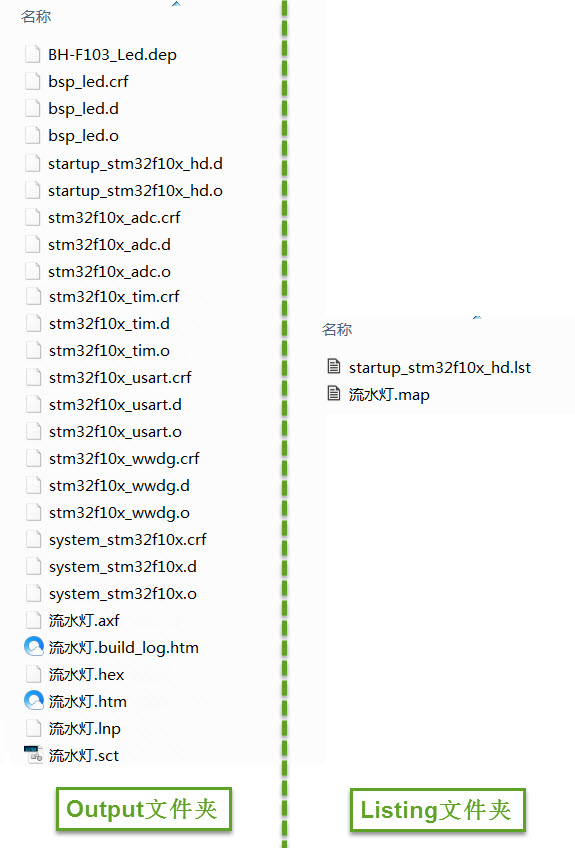 名称
BH-F103_Led.dep
bsp_led.crf
bsp_led.d
bsp_led.o
startup_stm32f10x_hd.d
startup_stm32f10x_hd.o
stm32f10x_adc.crf
stm32f10x_adc.d
stm32f10x_adc.o
stm32f10x_tim.crf
stm32f10x_tim.d
stm32f10x_tim.o
stm32f10x_usart.crf
stm32f10x_usart.d
stm32f10x_usart.o
stm32f10x_wwdg.crf
stm32f10x_wwdg.d
stm32f10x_wwdg.o
system_stm32f10x.crf
system_stm32f10x.d
system_stm32f10x.o
流水灯.axf
流水灯.build_log.htm
流水灯.hex
流水灯.htm
流水灯.lnp
流水灯.sct
Output文件夹
名称
startup_stm32f10x_hd.lst
流水灯.map
Listing文件夹